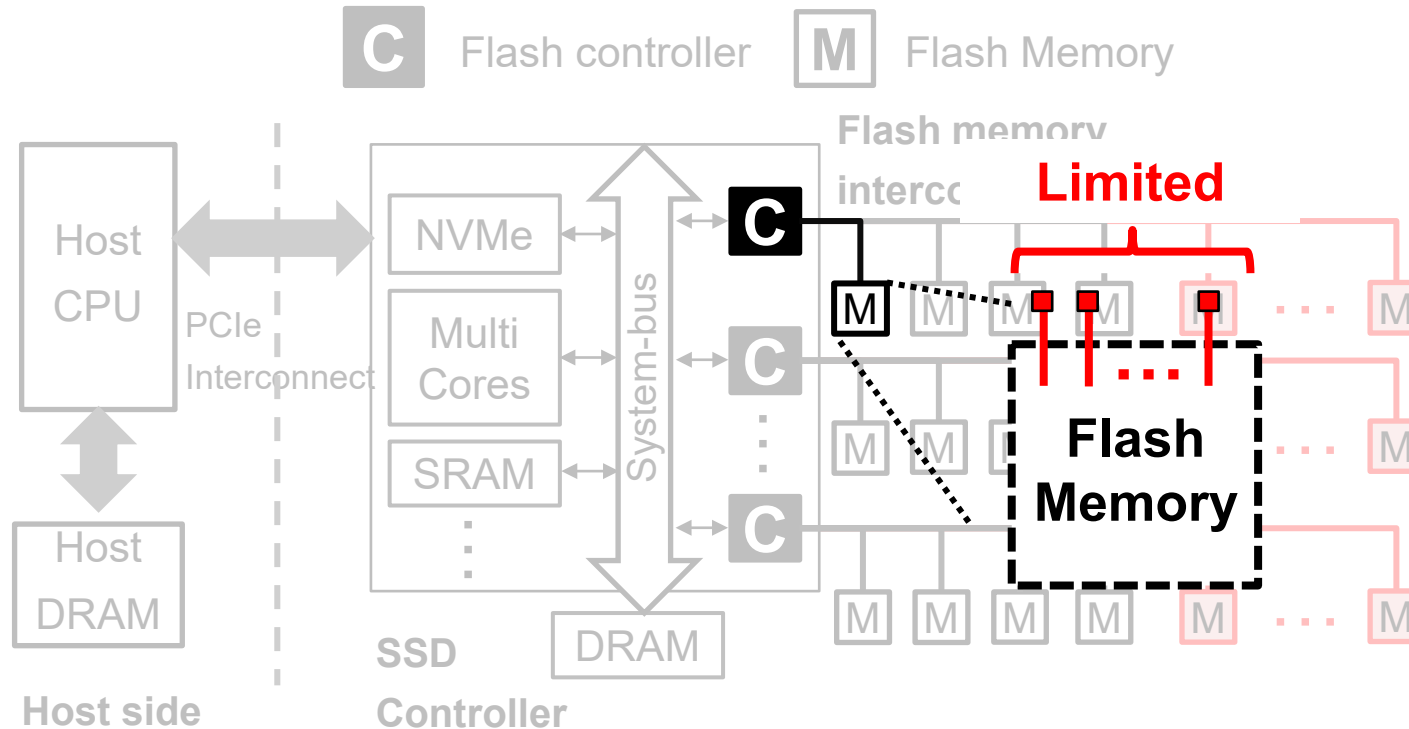 C Flash controller M Flash Memory
Flash memory
interco
Limited
Host
CPU
PCIe
Interconnect
Host
DRAM
Host side
NVMe
Multi
Cores
SRAM
System-bus
DRAM
SSD
Controller
C
C
C
M M M M M ... M
M M M
M M M M M ... M
Flash
Memory